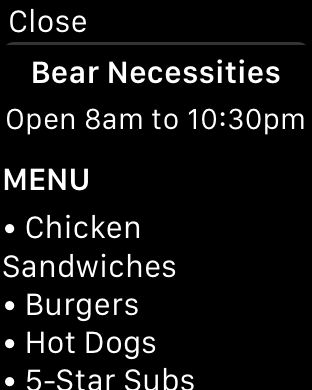 Close
Bear Necessities
Open 8am to 10:30pm
MENU
• Chicken
Sandwiches
• Burgers
• Hot Dogs
• 5-Star Subs